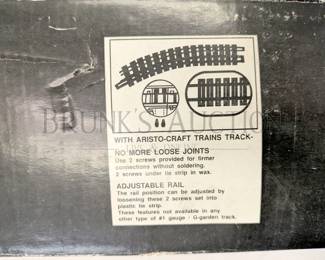 BRUNK'S AUCTION
WITH ARISTO-CRAFT TRAINS TRACK-
NO MORE LOOSE JOINTS
Use 2 screws provided for firmer
connections without soldering.
2 screws under tie strip in wax.
ADJUSTABLE RAIL
The rail position can be adjusted by
loosening these 2 screws set into
plastic tie strip.
These features not available in any
other type of #1 gauge / G-garden track.